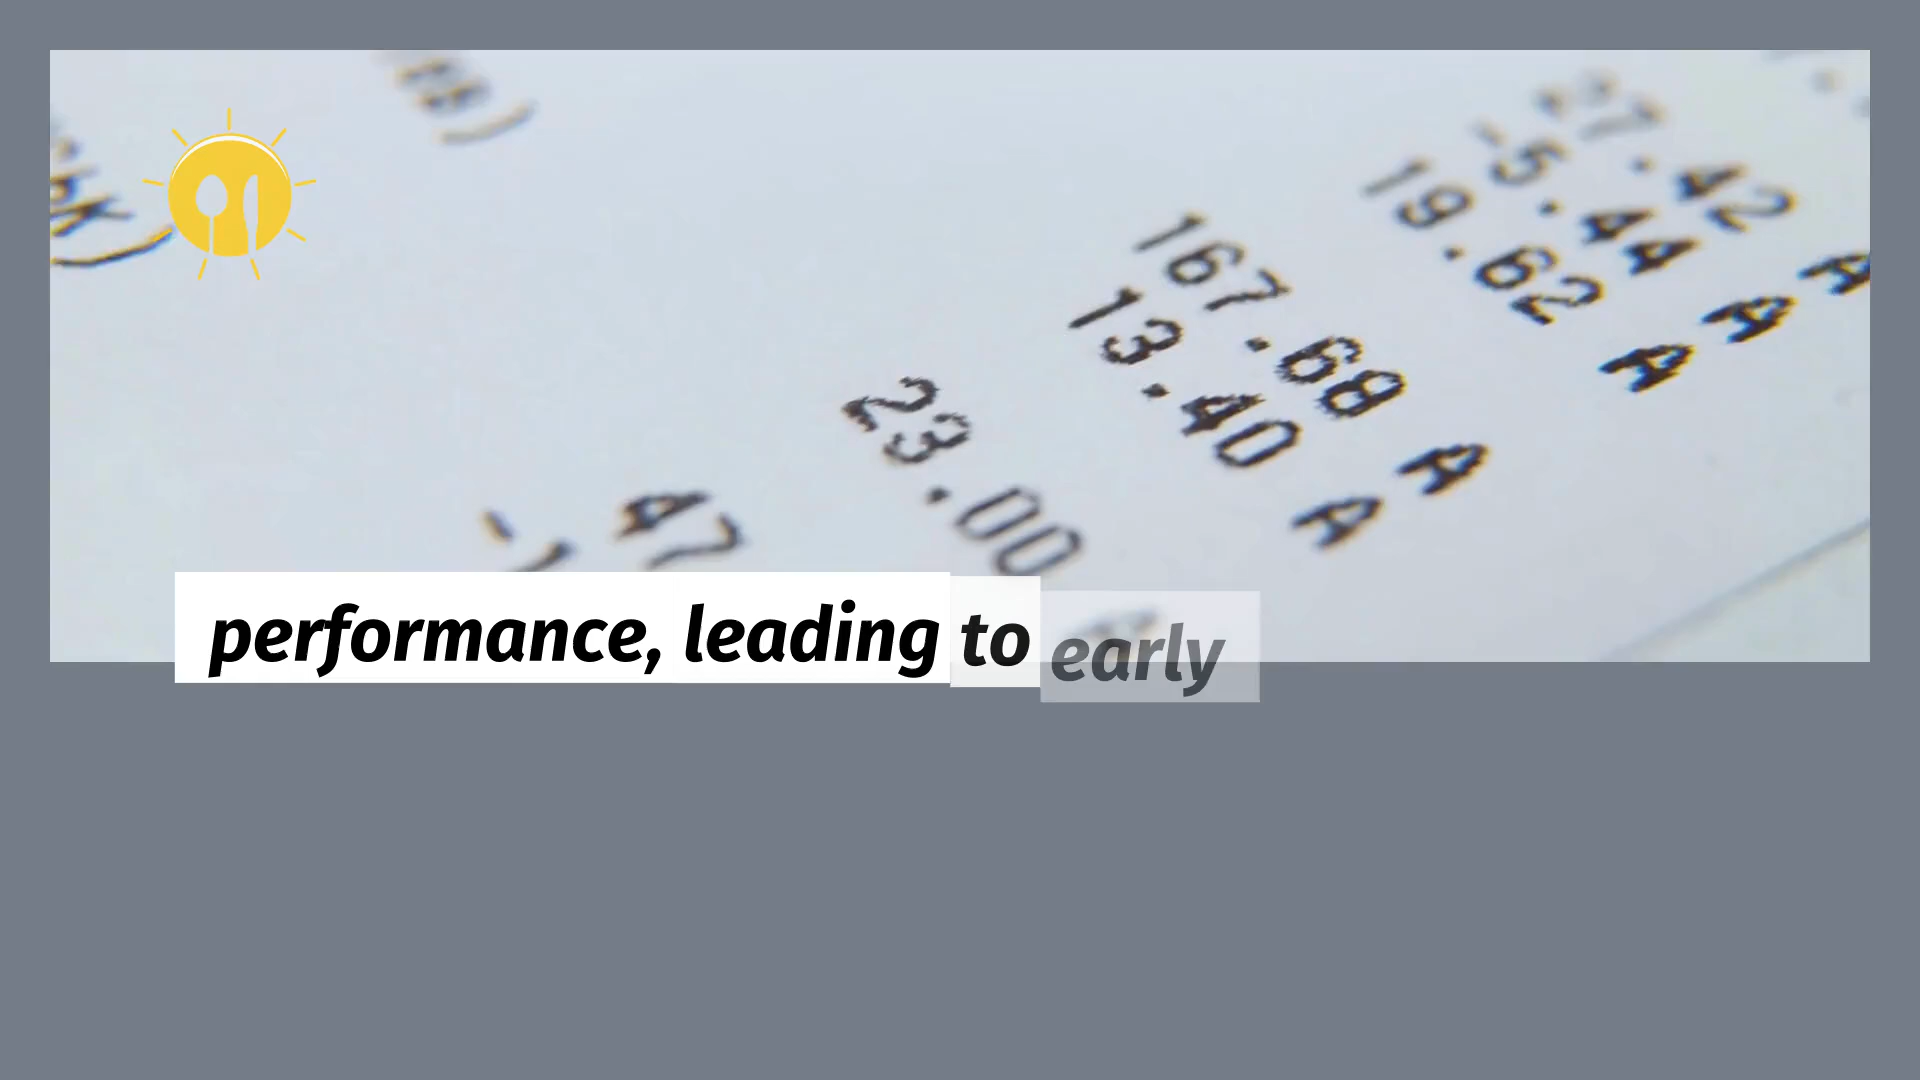 27.42 A
-5.44 A
19.62 A
167.68 A
13.40 A
23.00
47
performance, leading to early